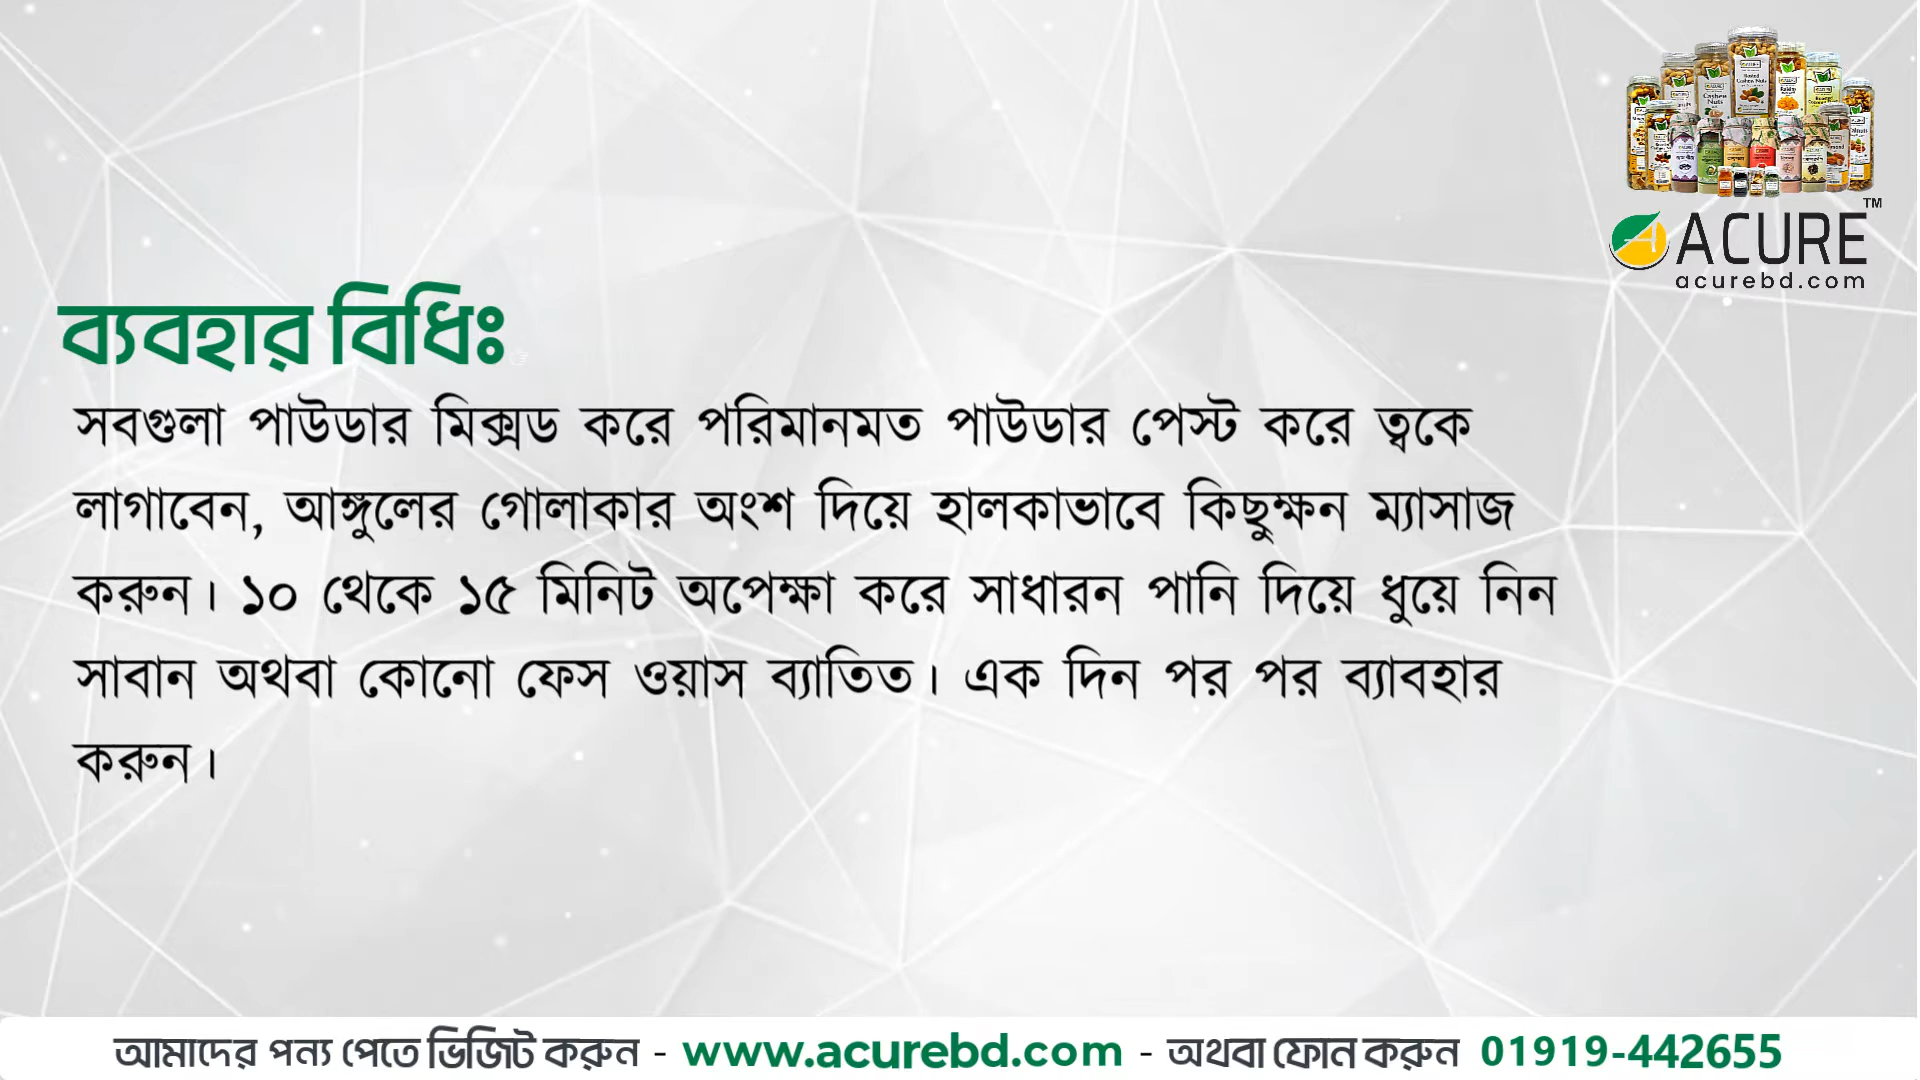 ACURE™
acurebd.com
ব্যবহার বিধিঃ
সবগুলা পাউডার মিক্সড করে পরিমানমত পাউডার পেস্ট করে ত্বকে
লাগাবেন, আঙ্গুলের গোলাকার অংশ দিয়ে হালকাভাবে কিছুক্ষন ম্যাসাজ
করুন। ১০ থেকে ১৫ মিনিট অপেক্ষা করে সাধারন পানি দিয়ে ধুয়ে নিন
সাবান অথবা কোনো ফেস ওয়াস ব্যাতিত। এক দিন পর পর ব্যাবহার
করুন।
আমাদের পন্য পেতে ভিজিট করুন - www.acurebd.com - অথবা ফোন করুন 01919-442655